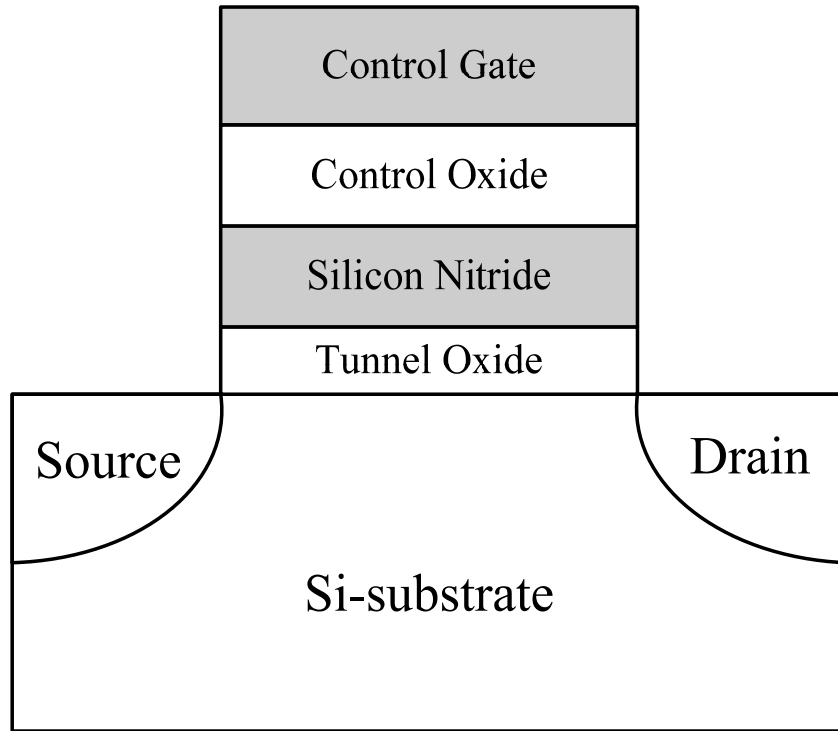 Control Gate
Control Oxide
Silicon Nitride
Tunnel Oxide
Source
Drain
Si-substrate